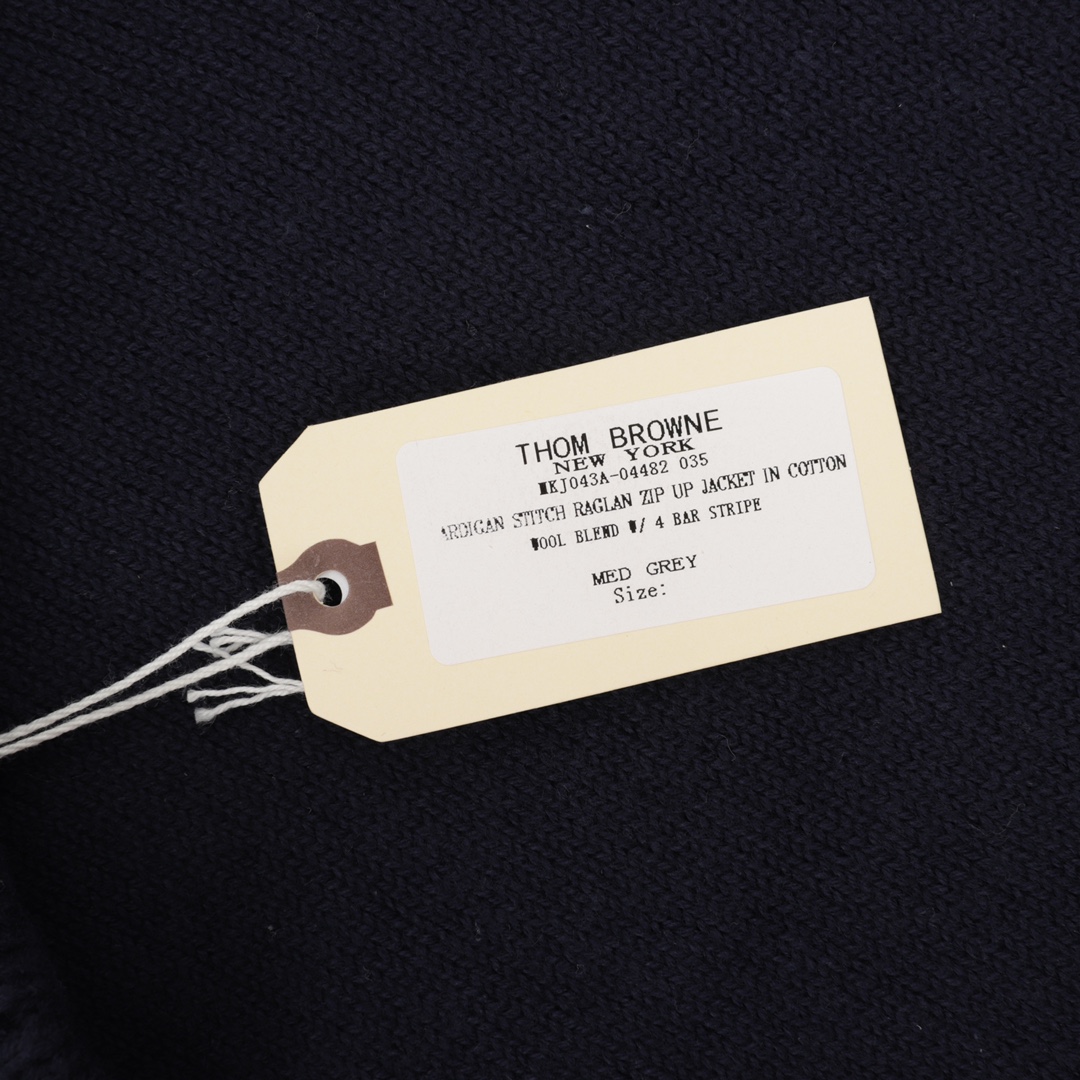 THOM BROWNE
NEW YORK
MKJ043A-04482 035
ARDIGAN STITCH RAGLAN ZIP UP JACKET IN COTTON
WOOL BLEND W/ 4 BAR STRIPE
MED GREY
Size: